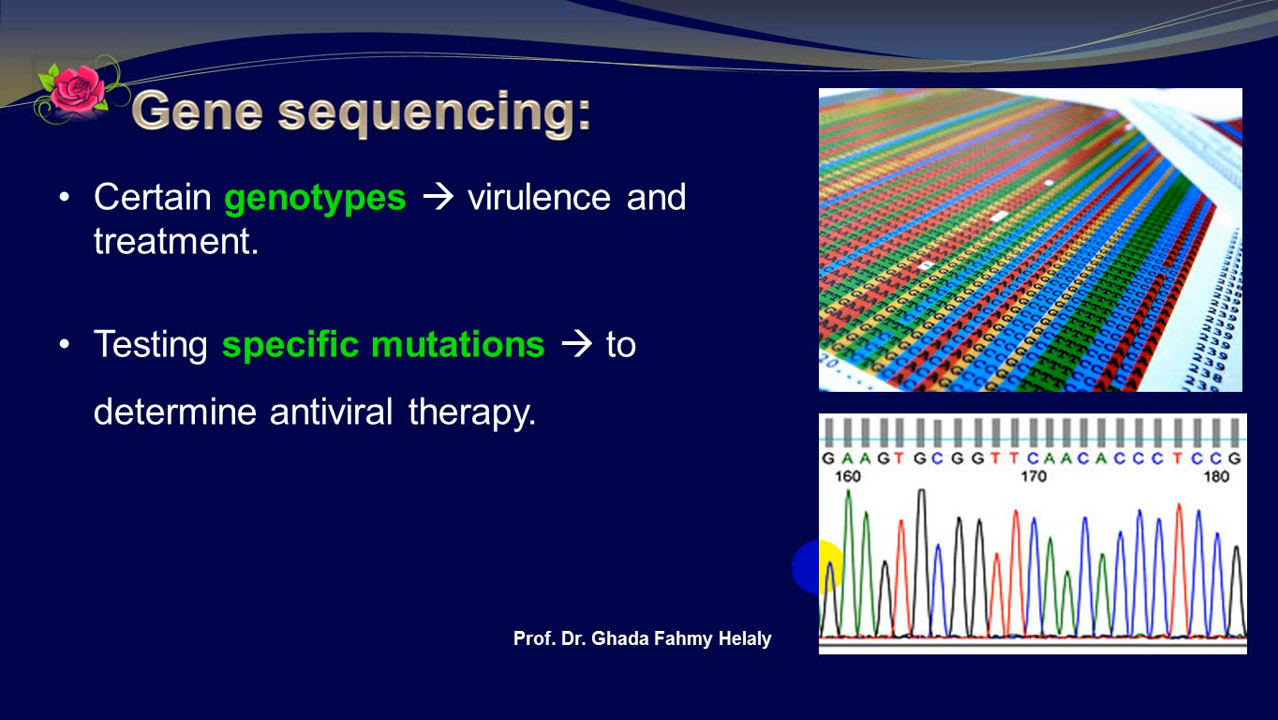 Gene sequencing:
• Certain genotypes → virulence and
treatment.
• Testing specific mutations → to
determine antiviral therapy.
G A A G T G C G G T T C A A C A C C C T C C G
160 170 180
Prof. Dr. Ghada Fahmy Helaly